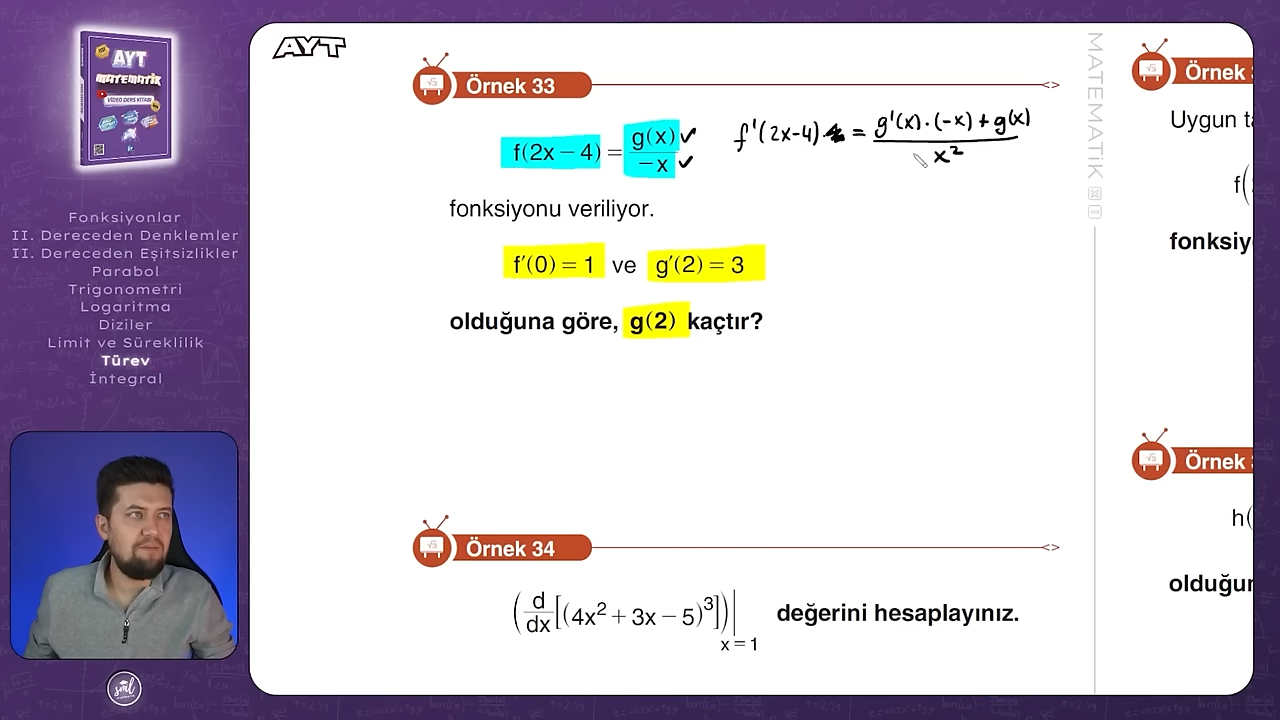 AYT
MATEMATİK
VİDEO DERS KİTABI
Fonksiyonlar
II. Dereceden Denklemler
II. Dereceden Eşitsizlikler
Parabol
Trigonometri
Logaritma
Diziler
Limit ve Süreklilik
Türev
İntegral
AYT
Örnek 33
f(2x − 4) = g(x) / −x
f'(2x-4) = g'(x)·(-x)+g(x) / x²
fonksiyonu veriliyor.
f′(0) = 1 ve g′(2) = 3
olduğuna göre, g(2) kaçtır?
Örnek 34
(d/dx[(4x² + 3x − 5)³])| x = 1 değerini hesaplayınız.
MATEMATİK
Örnek
Uygun
f(
fonksiy
Örnek
h(
olduğu